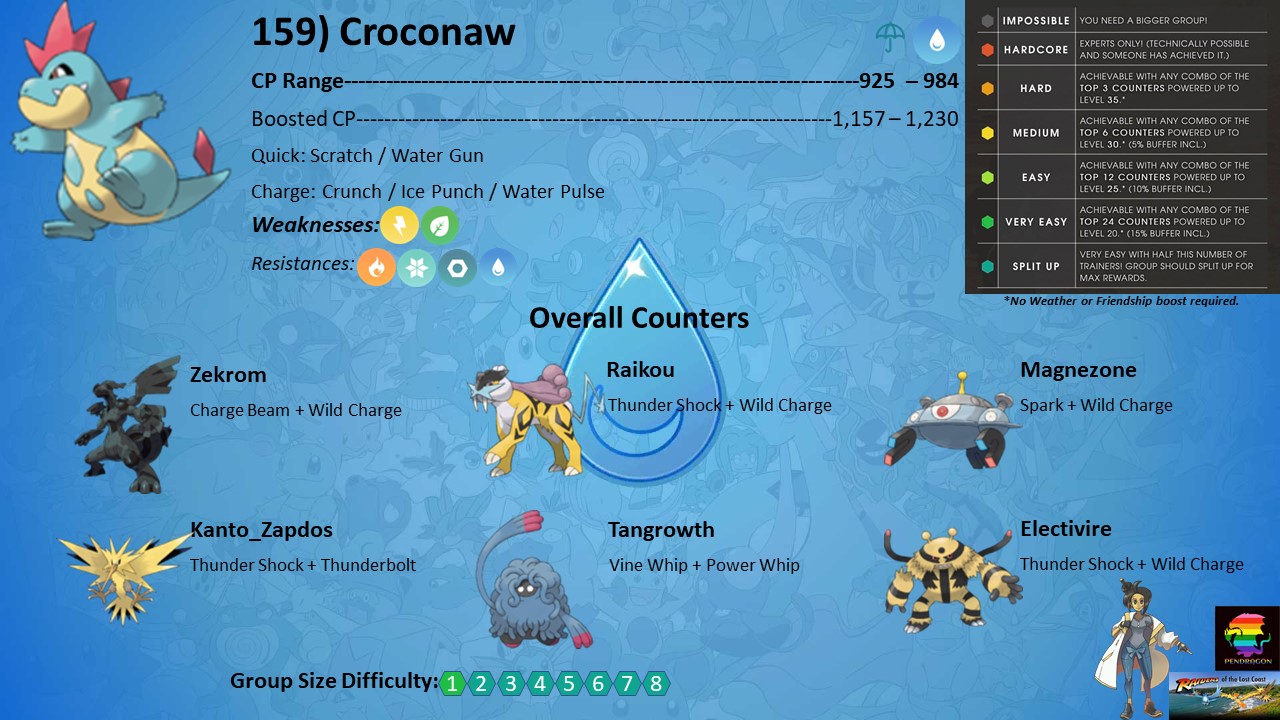 159) Croconaw
CP Range---925 – 984
Boosted CP---1,157 – 1,230
Quick: Scratch / Water Gun
Charge: Crunch / Ice Punch / Water Pulse
Weaknesses:
Resistances:
IMPOSSIBLE YOU NEED A BIGGER GROUP!
HARDCORE EXPERTS ONLY! (TECHNICALLY POSSIBLE
AND SOMEONE HAS ACHIEVED IT.)
HARD ACHIEVABLE WITH ANY COMBO OF THE
TOP 3 COUNTERS POWERED UP TO
LEVEL 35.*
MEDIUM ACHIEVABLE WITH ANY COMBO OF THE
TOP 6 COUNTERS POWERED UP TO
LEVEL 30.* (5% BUFFER INCL.)
EASY ACHIEVABLE WITH ANY COMBO OF THE
TOP 12 COUNTERS POWERED UP TO
LEVEL 25.* (10% BUFFER INCL.)
VERY EASY ACHIEVABLE WITH ANY COMBO OF THE
TOP 24 COUNTERS POWERED UP TO
LEVEL 20.* (15% BUFFER INCL.)
SPLIT UP VERY EASY WITH HALF THIS NUMBER OF
TRAINERS! GROUP SHOULD SPLIT UP FOR
MAX REWARDS.
*No Weather or Friendship boost required.
Overall Counters
Zekrom
Charge Beam + Wild Charge
Raikou
Thunder Shock + Wild Charge
Magnezone
Spark + Wild Charge
Kanto_Zapdos
Thunder Shock + Thunderbolt
Tangrowth
Vine Whip + Power Whip
Electivire
Thunder Shock + Wild Charge
Group Size Difficulty: 1 2 3 4 5 6 7 8
PENDRAGON
RAIDERS of the Lost Coast